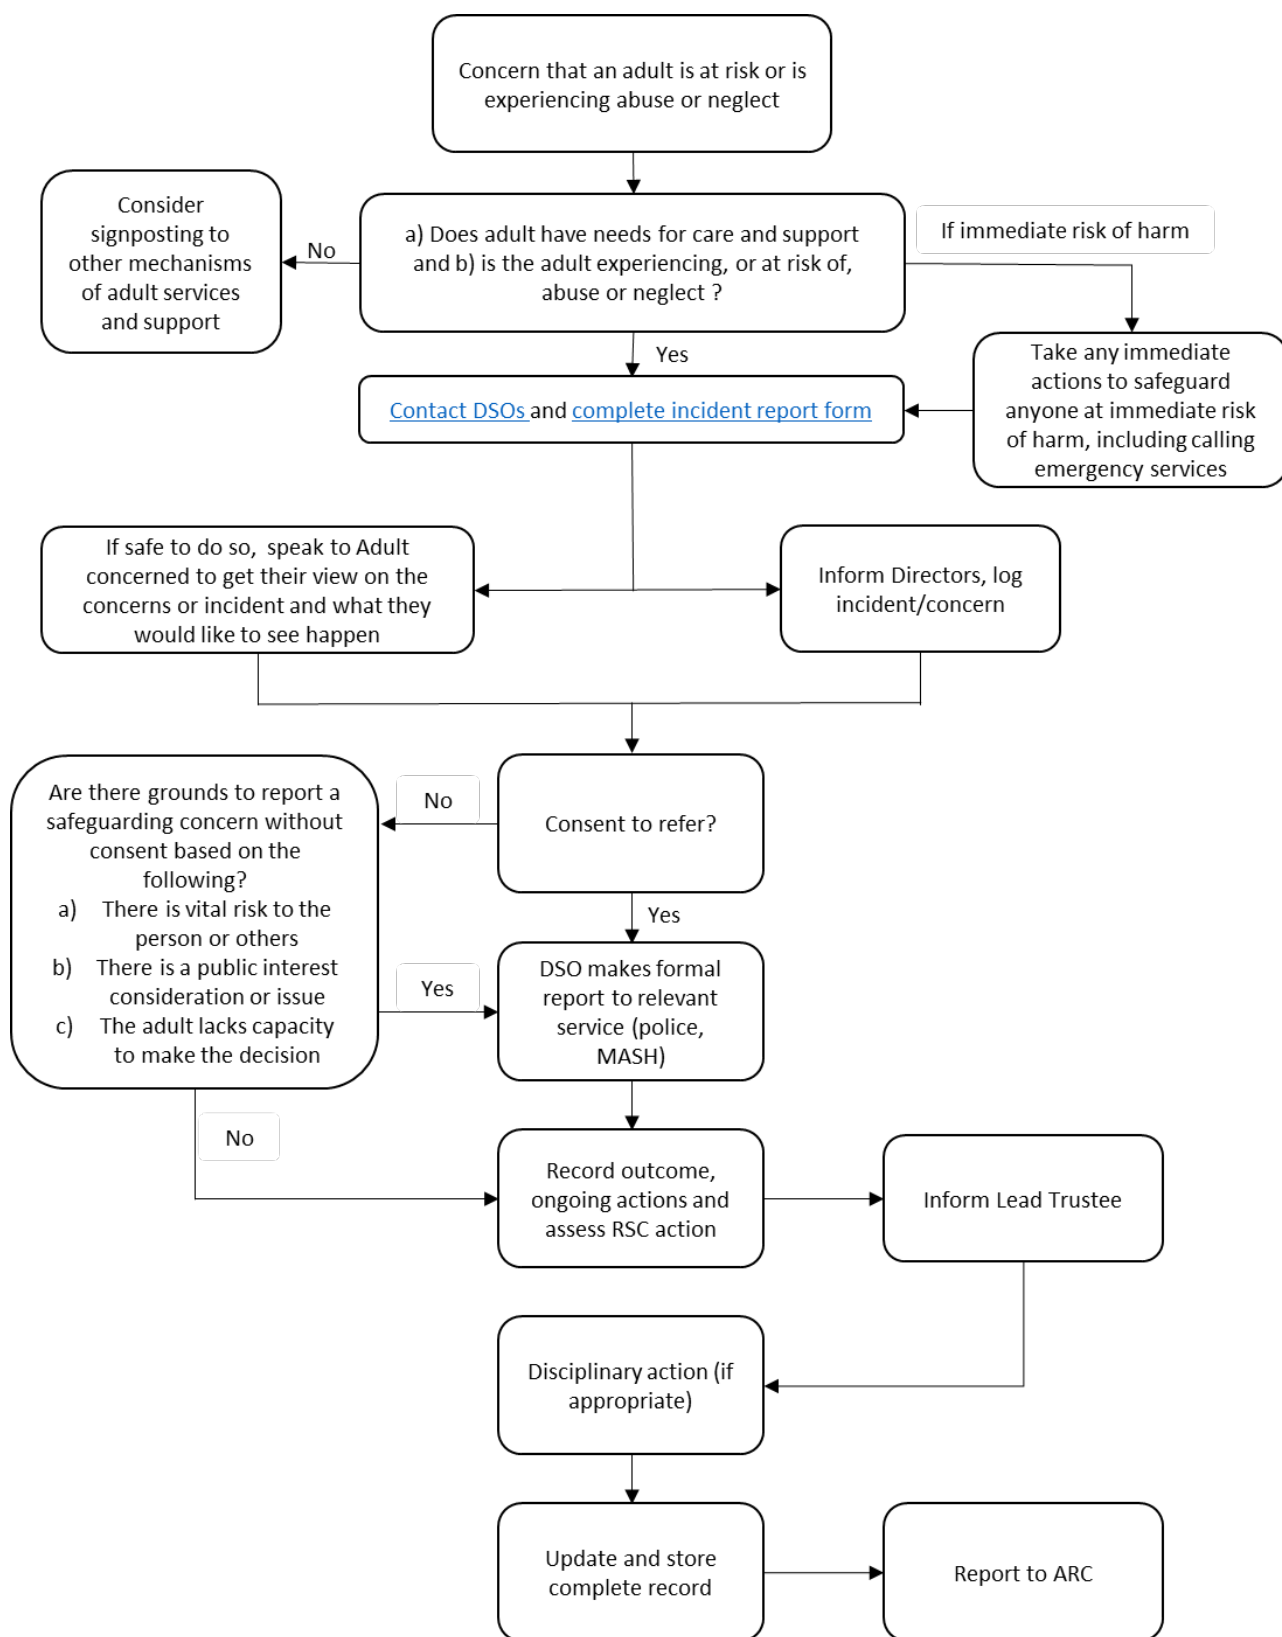 Concern that an adult is at risk or is
experiencing abuse or neglect
Consider
signposting to
other mechanisms
of adult services
and support
No
a) Does adult have needs for care and support
and b) is the adult experiencing, or at risk of,
abuse or neglect ?
If immediate risk of harm
Yes
Take any immediate
actions to safeguard
anyone at immediate risk
of harm, including calling
emergency services
Contact DSOs and complete incident report form
If safe to do so, speak to Adult
concerned to get their view on the
concerns or incident and what they
would like to see happen
Inform Directors, log
incident/concern
Consent to refer?
No
Are there grounds to report a
safeguarding concern without
consent based on the
following?
a) There is vital risk to the
person or others
b) There is a public interest
consideration or issue
c) The adult lacks capacity
to make the decision
Yes
Yes
DSO makes formal
report to relevant
service (police,
MASH)
No
Record outcome,
ongoing actions and
assess RSC action
Inform Lead Trustee
Disciplinary action (if
appropriate)
Update and store
complete record
Report to ARC